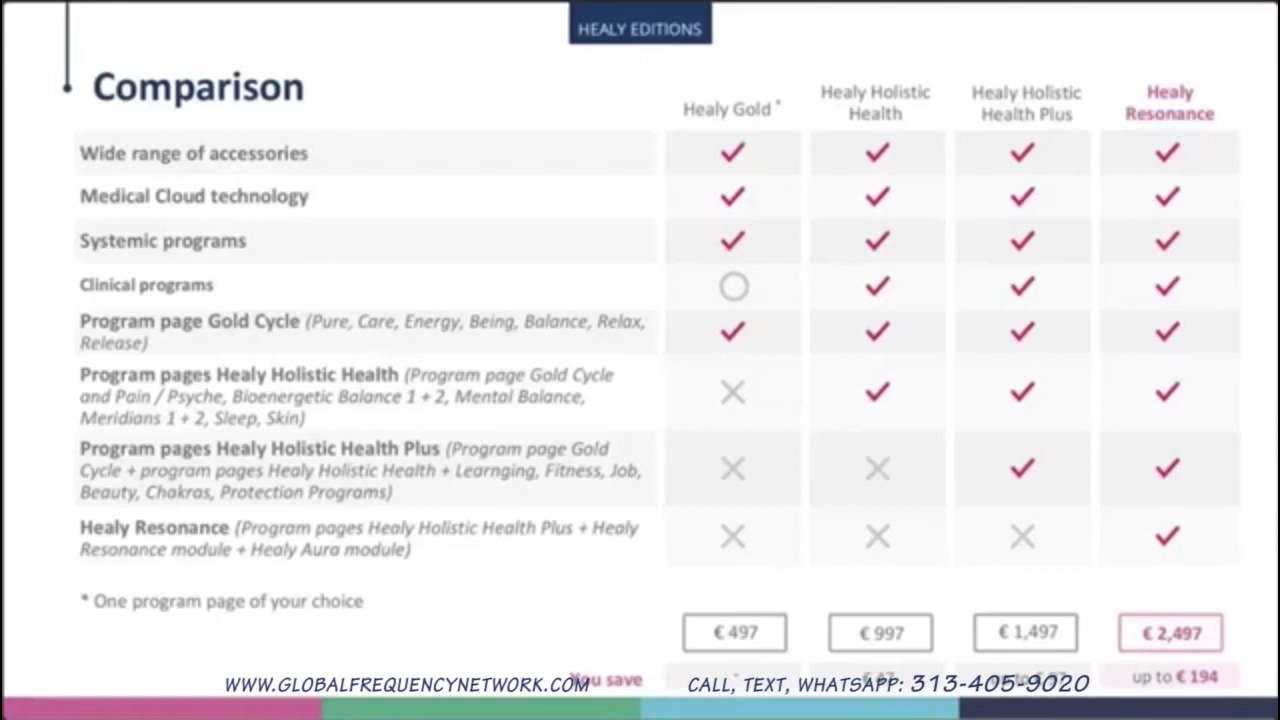 HEALY EDITIONS
Comparison
Healy Gold *
Healy Holistic
Health
Healy Holistic
Health Plus
Healy
Resonance
Wide range of accessories
Medical Cloud technology
Systemic programs
Clinical programs
Program page Gold Cycle (Pure, Care, Energy, Being, Balance, Relax,
Release)
Program pages Healy Holistic Health (Program page Gold Cycle
and Pain / Psyche, Bioenergetic Balance 1 + 2, Mental Balance,
Meridians 1 + 2, Sleep, Skin)
Program pages Healy Holistic Health Plus (Program page Gold
Cycle + program pages Healy Holistic Health + Learnging, Fitness, Job,
Beauty, Chakras, Protection Programs)
Healy Resonance (Program pages Healy Holistic Health Plus + Healy
Resonance module + Healy Aura module)
* One program page of your choice
€ 497
€ 997
€ 1,497
€ 2,497
You save
up to € 194
WWW.GLOBALFREQUENCYNETWORK.COM
CALL, TEXT, WHATSAPP: 313-405-9020